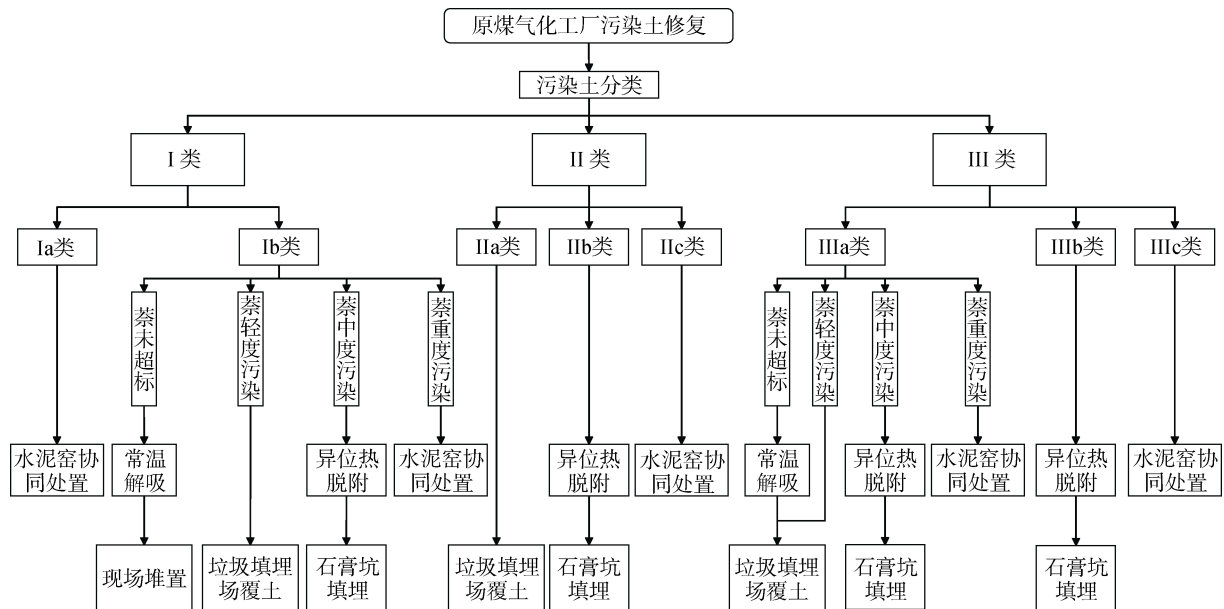 原煤气化工厂污染土修复
污染土分类
I 类
II 类
III 类
Ia类
Ib类
IIa类
IIb类
IIc类
IIIa类
IIIb类
IIIc类
萘未超标
萘轻度污染
萘中度污染
萘重度污染
萘未超标
萘轻度污染
萘中度污染
萘重度污染
水泥窑协
同处置
常温
解吸
异位热
脱附
水泥窑协
同处置
异位热
脱附
水泥窑协
同处置
常温
解吸
异位热
脱附
水泥窑协
同处置
异位热
脱附
水泥窑协
同处置
现场堆置
垃圾填埋
场覆土
石膏坑
填埋
垃圾填埋
场覆土
石膏坑
填埋
垃圾填埋
场覆土
石膏坑
填埋
石膏坑
填埋